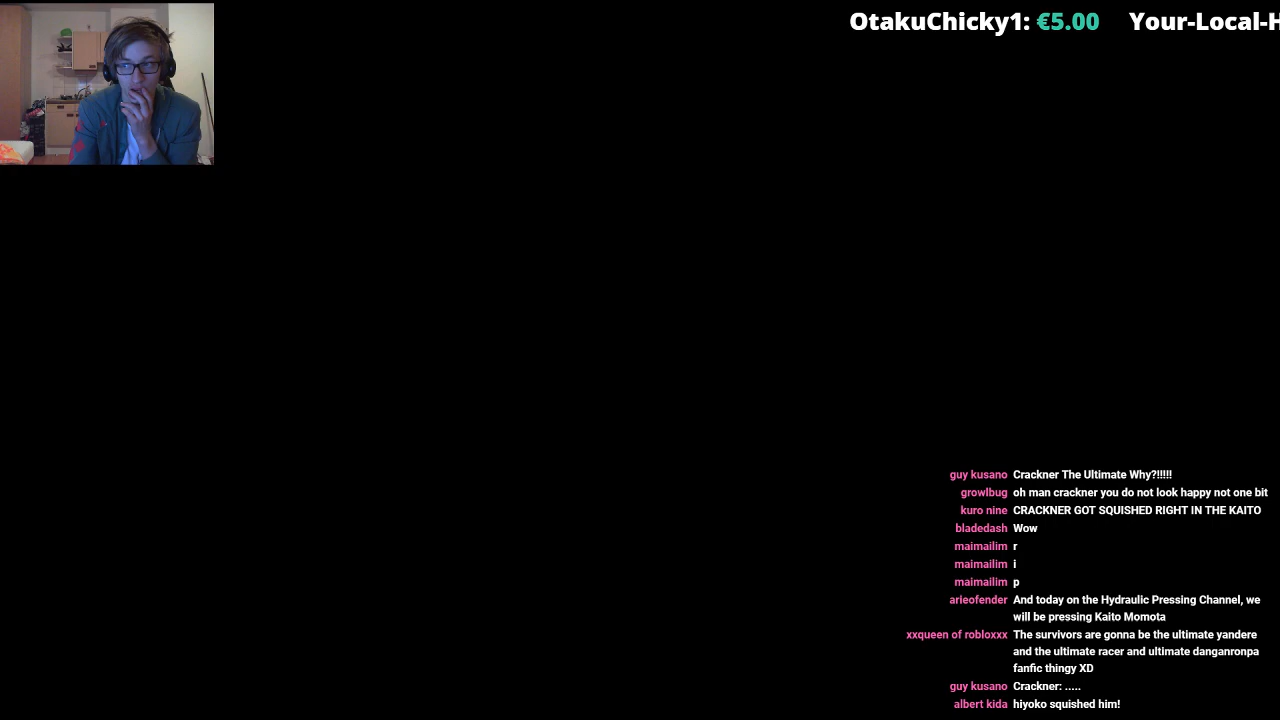 OtakuChicky1: €5.00 Your-Local-H
guy kusano Crackner The Ultimate Why?!!!!!
growlbug oh man crackner you do not look happy not one bit
kuro nine CRACKNER GOT SQUISHED RIGHT IN THE KAITO
bladedash Wow
maimailim r
maimailim i
maimailim p
arieofender And today on the Hydraulic Pressing Channel, we
will be pressing Kaito Momota
xxqueen of robloxxx The survivors are gonna be the ultimate yandere
and the ultimate racer and ultimate danganronpa
fanfic thingy XD
guy kusano Crackner: .....
albert kida hiyoko squished him!